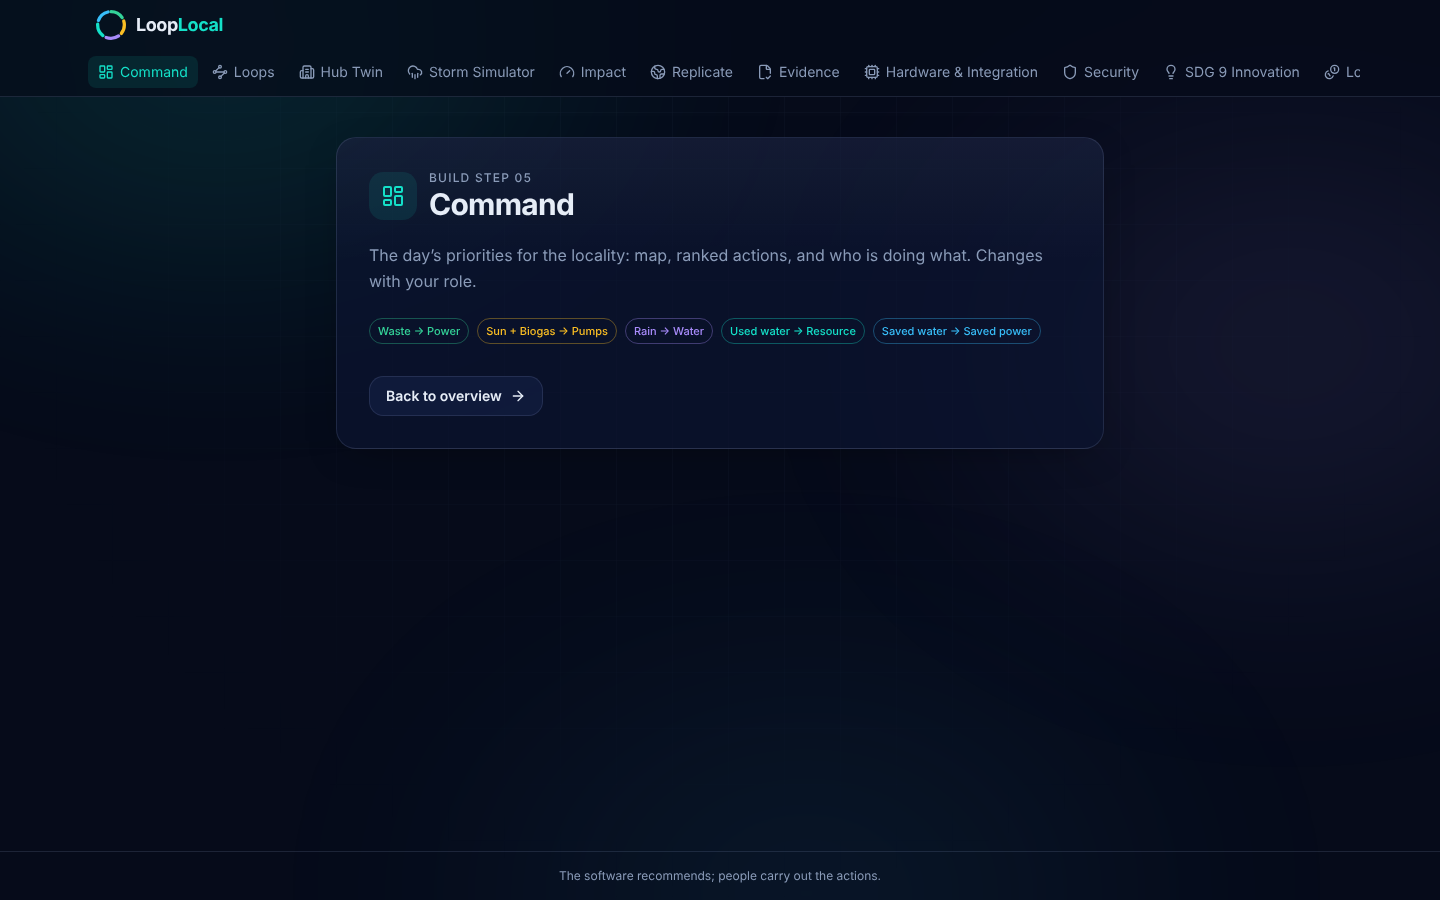 LoopLocal
Command Loops Hub Twin Storm Simulator Impact Replicate Evidence Hardware & Integration Security SDG 9 Innovation Lo
BUILD STEP 05
Command
The day’s priorities for the locality: map, ranked actions, and who is doing what. Changes
with your role.
Waste → Power Sun + Biogas → Pumps Rain → Water Used water → Resource Saved water → Saved power
Back to overview →
The software recommends; people carry out the actions.